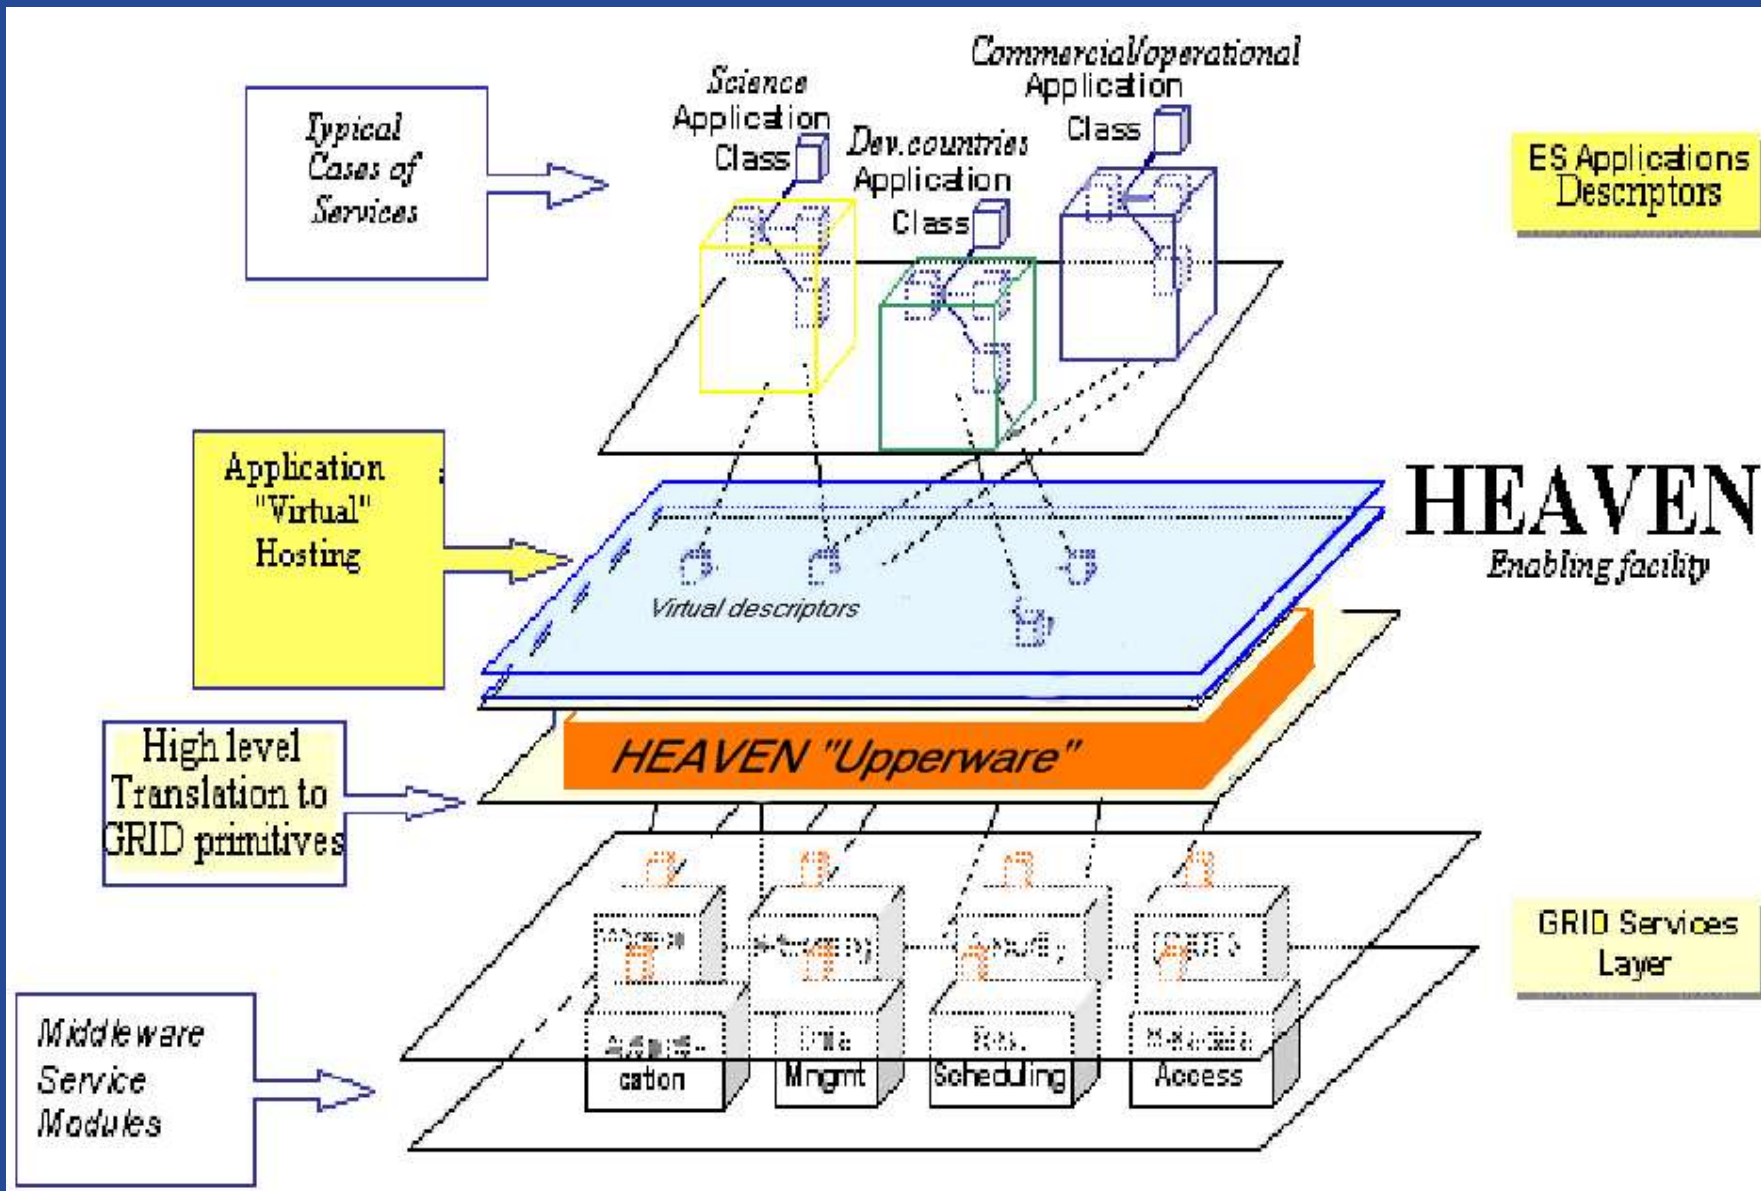 Commercial/operational
Application
Class
Science
Application
Class
Dev.countries
Application
Class
Typical
Cases of
Services
ES Applications
Descriptors
Application
"Virtual"
Hosting
HEAVEN
Enabling facility
Virtual descriptors
HEAVEN "Upperware"
High level
Translation to
GRID primitives
GRID Services
Layer
Middleware
Service
Modules
cation
Mngmt
Scheduling
Access